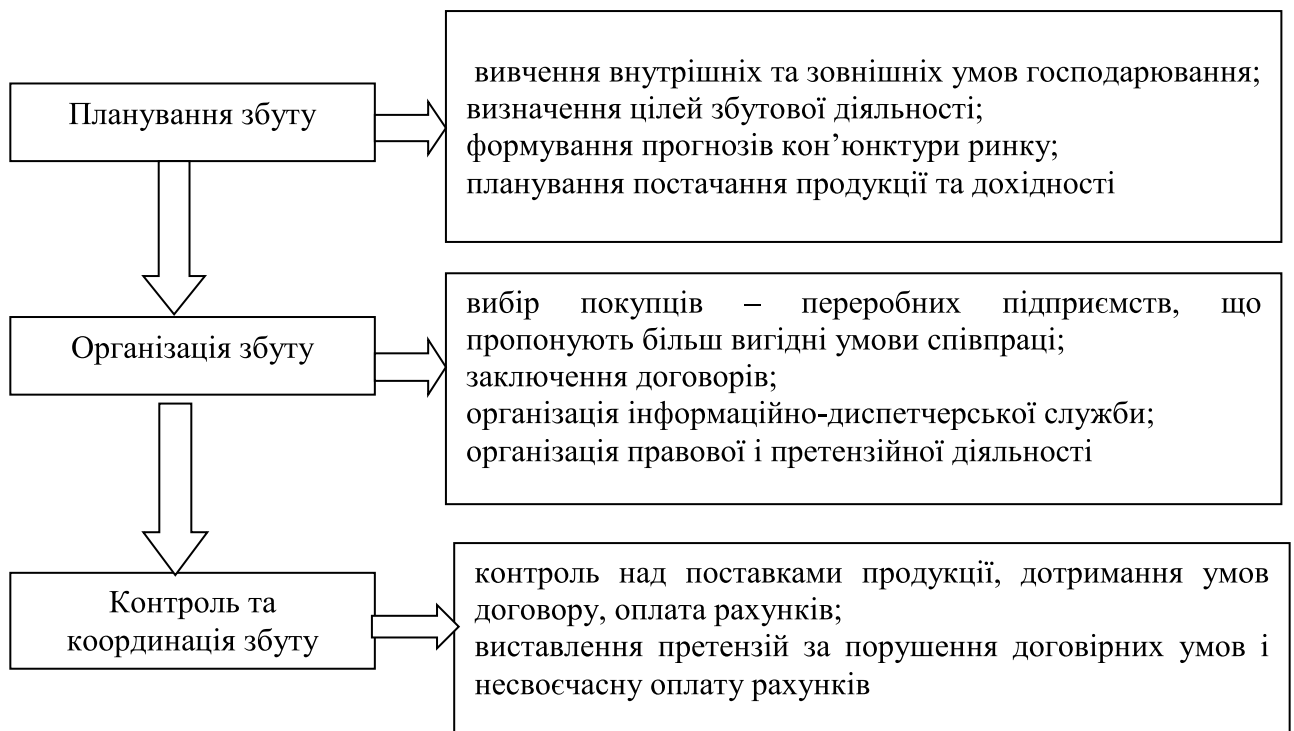 Планування збуту
вивчення внутрішніх та зовнішніх умов господарювання;
визначення цілей збутової діяльності;
формування прогнозів кон’юнктури ринку;
планування постачання продукції та дохідності
Організація збуту
вибір покупців – переробних підприємств, що
пропонують більш вигідні умови співпраці;
заключення договорів;
організація інформаційно-диспетчерської служби;
організація правової і претензійної діяльності
Контроль та
координація збуту
контроль над поставками продукції, дотримання умов
договору, оплата рахунків;
виставлення претензій за порушення договірних умов і
несвоєчасну оплату рахунків